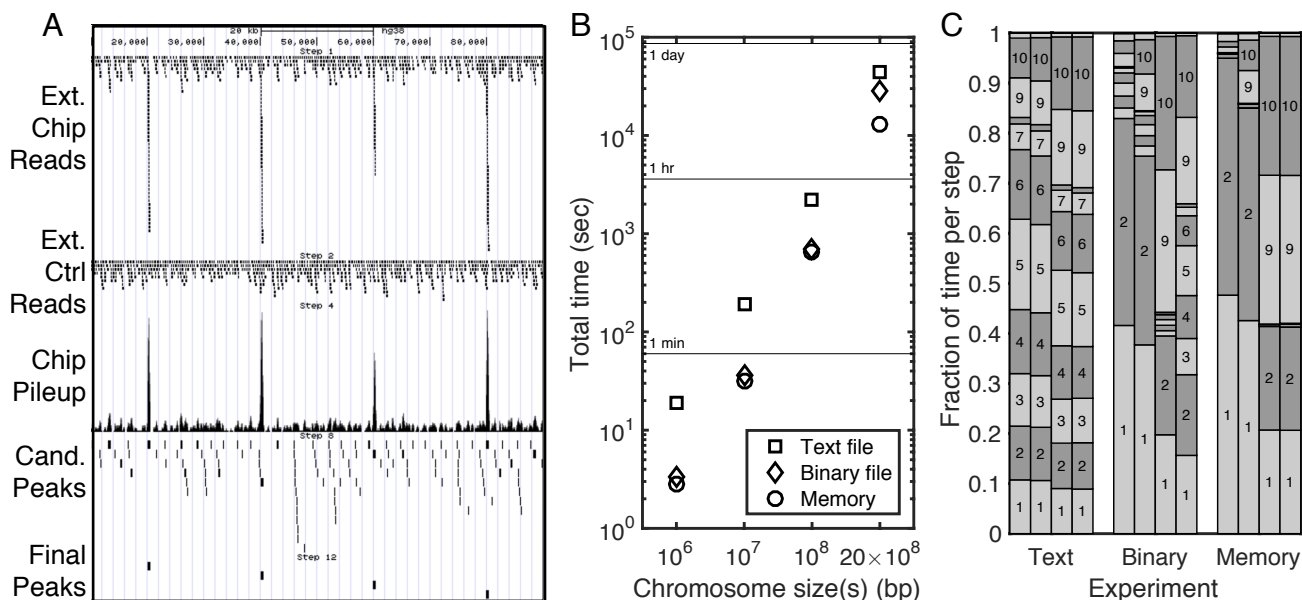 A
20 kb hg38
20,000 30,000 40,000 50,000 60,000 70,000 80,000
Step 1
Ext.
Chip
Reads
Ext.
Ctrl
Reads
Step 2
Step 4
Chip
Pileup
Step 8
Cand.
Peaks
Step 12
Final
Peaks
B
Total time (sec)
10^5
10^4
10^3
10^2
10^1
10^0
1 day
1 hr
1 min
Text file
Binary file
Memory
10^6 10^7 10^8 20×10^8
Chromosome size(s) (bp)
C
Fraction of time per step
1
0.9
0.8
0.7
0.6
0.5
0.4
0.3
0.2
0.1
0
10 10 10 10 10 10 10 10 10 10
9 9 9 9 9 9 9 9 9 9
7 7 7 7
6 6 6 6 6
5 5 5 5 5
4 4 4 4 4
3 3 3 3 3
2 2 2 2 2 2 2 2 2 2 2 2
1 1 1 1 1 1 1 1 1 1 1 1
Text Binary Memory
Experiment